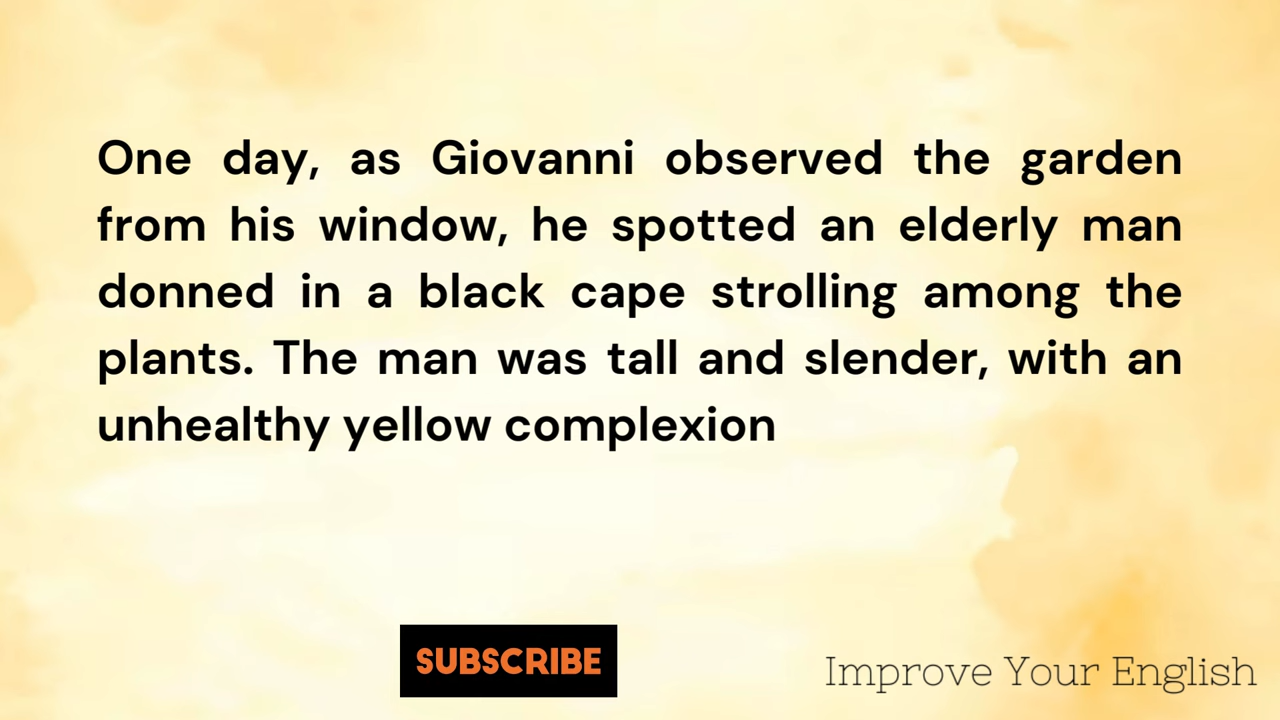 One day, as Giovanni observed the garden
from his window, he spotted an elderly man
donned in a black cape strolling among the
plants. The man was tall and slender, with an
unhealthy yellow complexion
SUBSCRIBE
Improve Your English